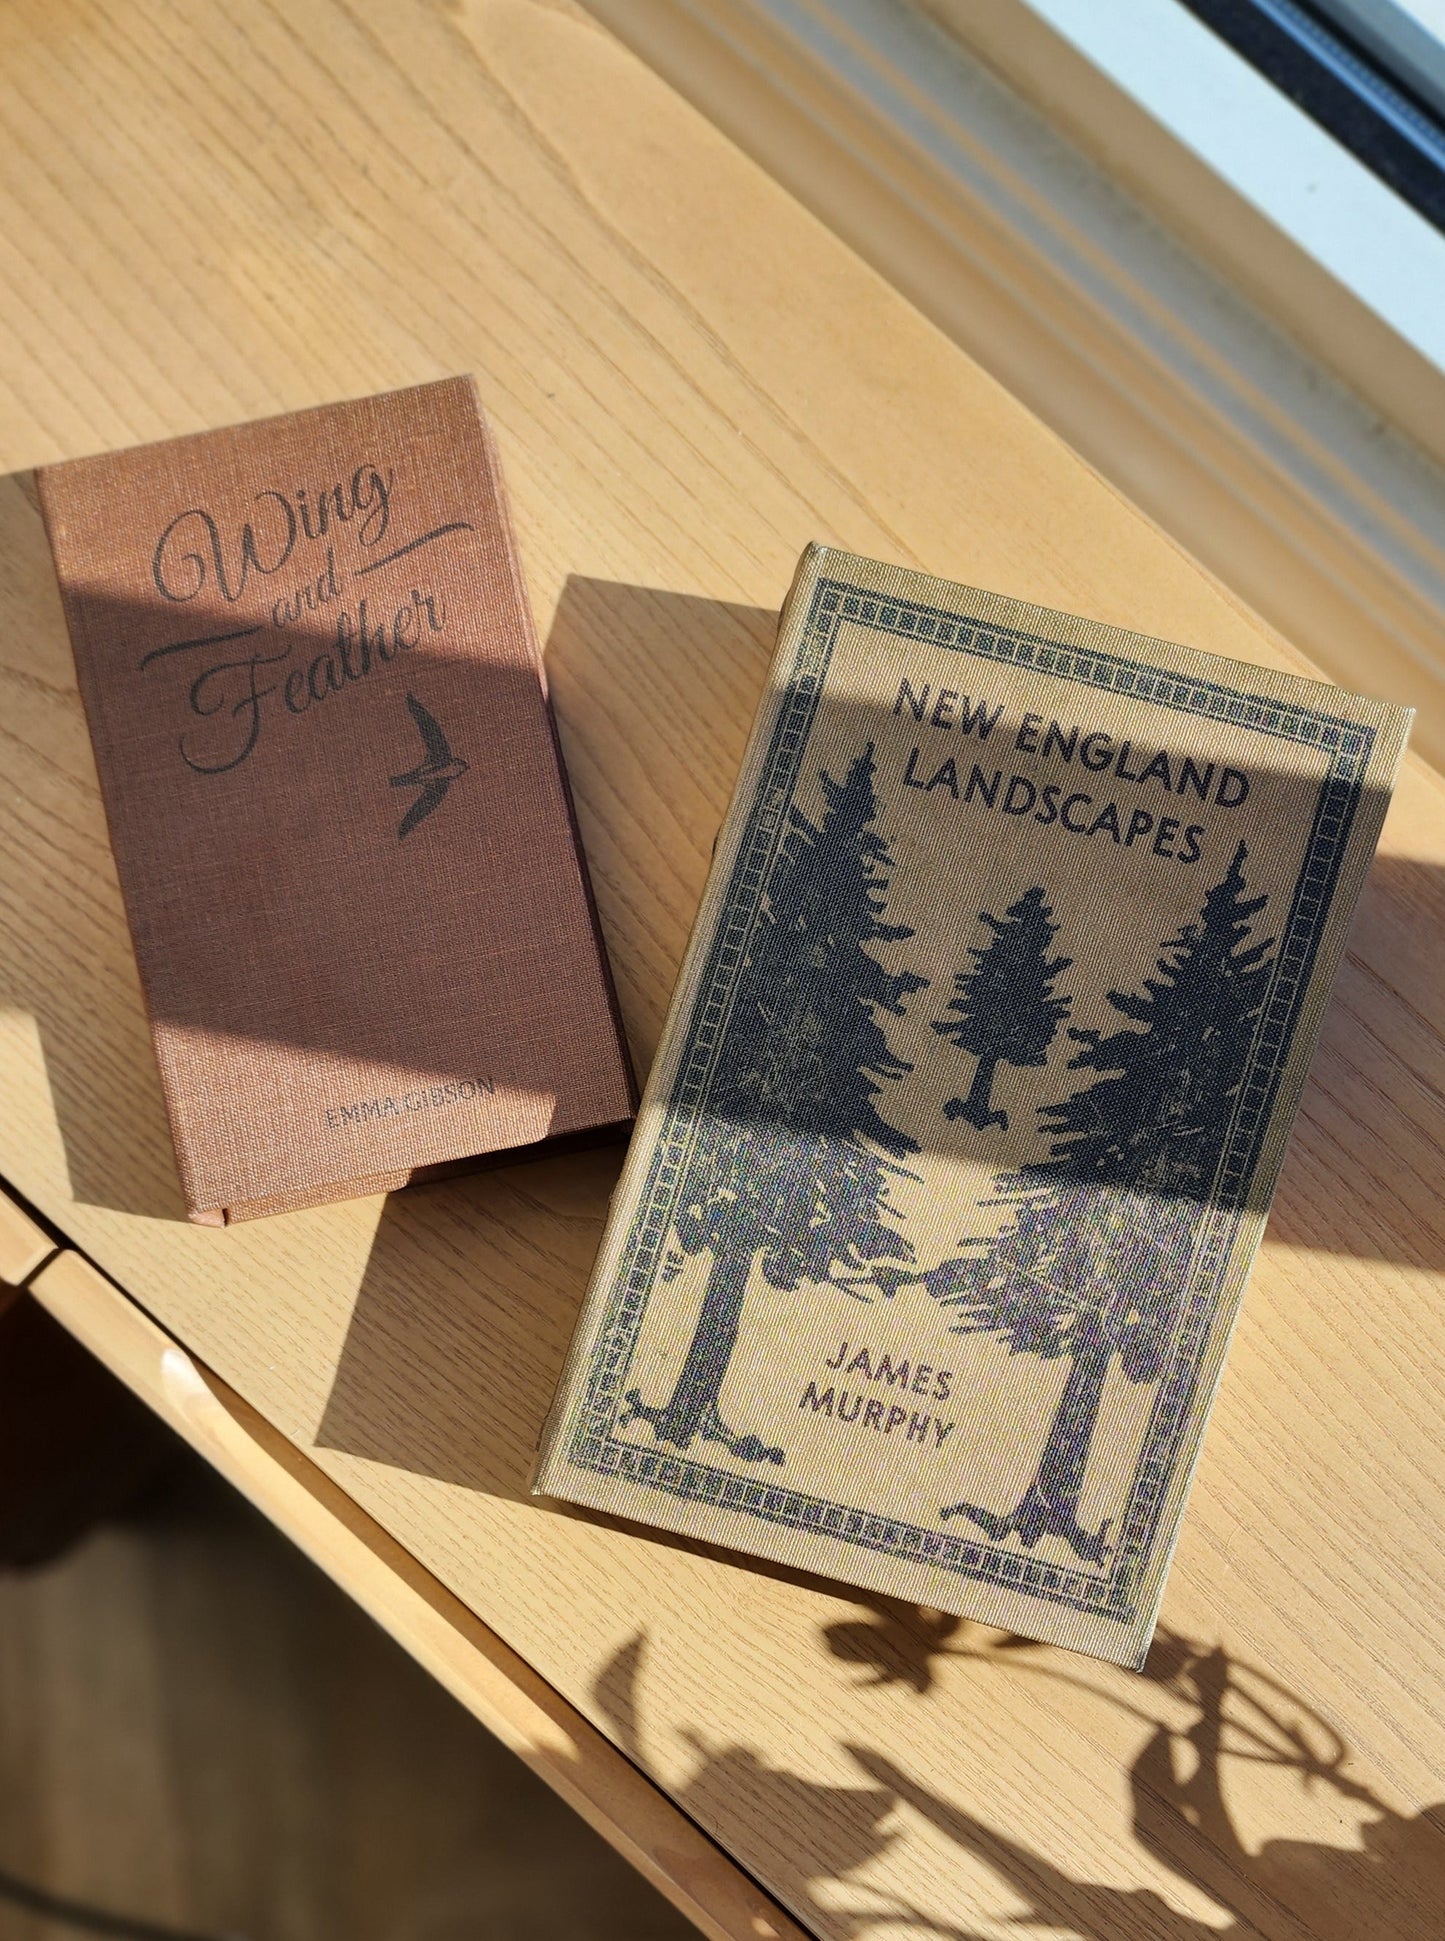 Wing
and
Feather
EMMA GIBSON
NEW ENGLAND
LANDSCAPES
JAMES
MURPHY